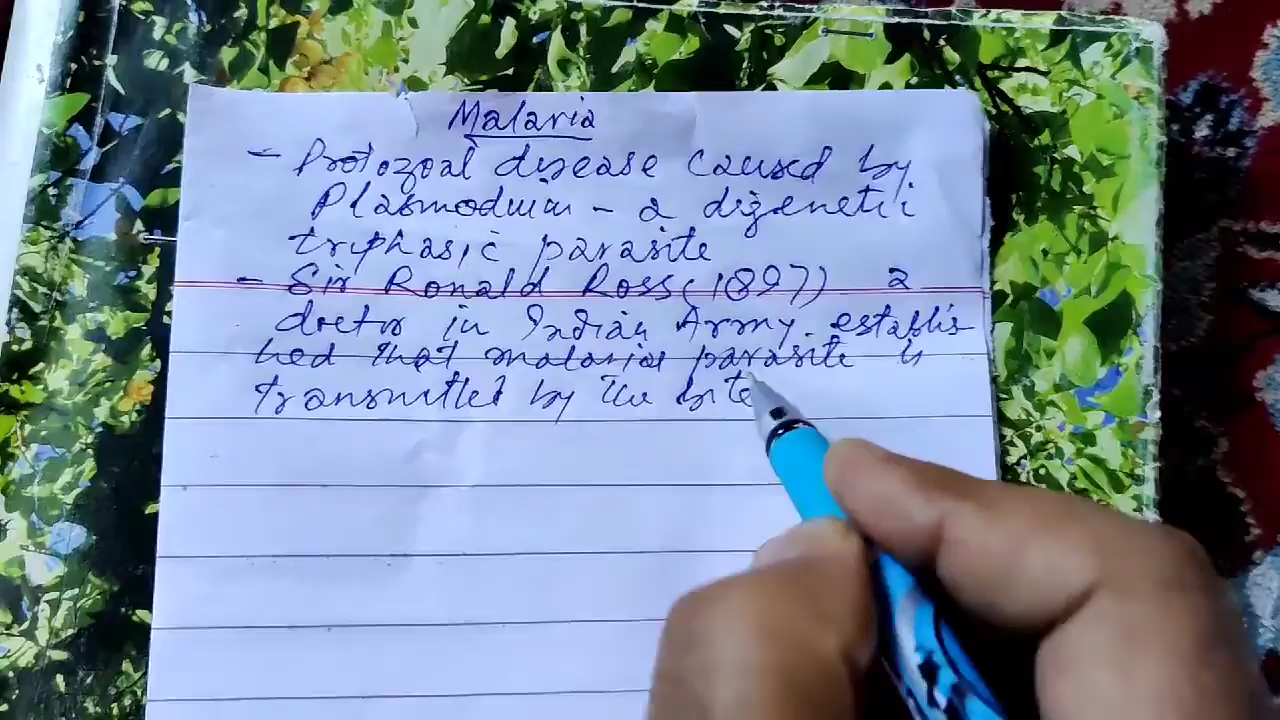 Malaria
- Protozoal disease caused by
Plasmodium - a digenetic
triphasic parasite
- Sir Ronald Ross (1897) a
doctor in Indian Army. establis
hed that malarial parasite is
transmitted by the bite